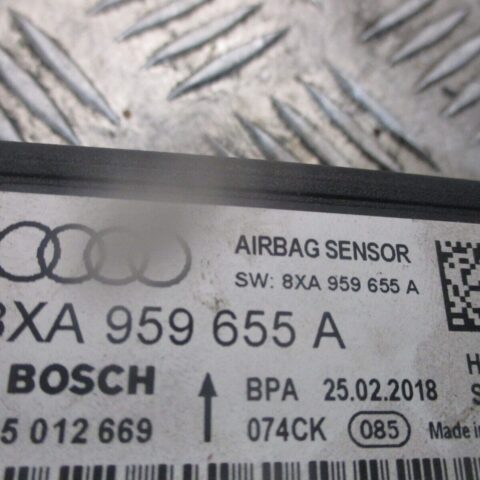 AIRBAG SENSOR
SW: 8XA 959 655 A
8XA 959 655 A
BOSCH BPA 25.02.2018
5 012 669 074CK 085 Made in